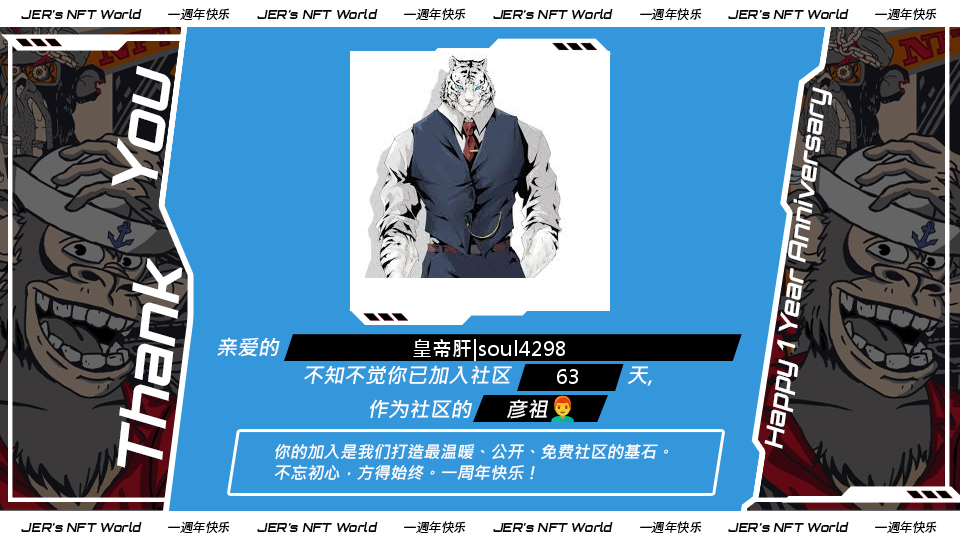 JER's NFT World 一週年快乐 JER's NFT World 一週年快乐 JER's NFT World 一週年快乐 JER's NFT World 一週年快乐
Thank You
亲爱的 皇帝肝|soul4298
不知不觉你已加入社区 63 天,
作为社区的 彦祖👨‍🦰
你的加入是我们打造最温暖、公开、免费社区的基石。
不忘初心，方得始终。一周年快乐！
Happy 1 Year Anniversary
JER's NFT World 一週年快乐 JER's NFT World 一週年快乐 JER's NFT World 一週年快乐 JER's NFT World 一週年快乐